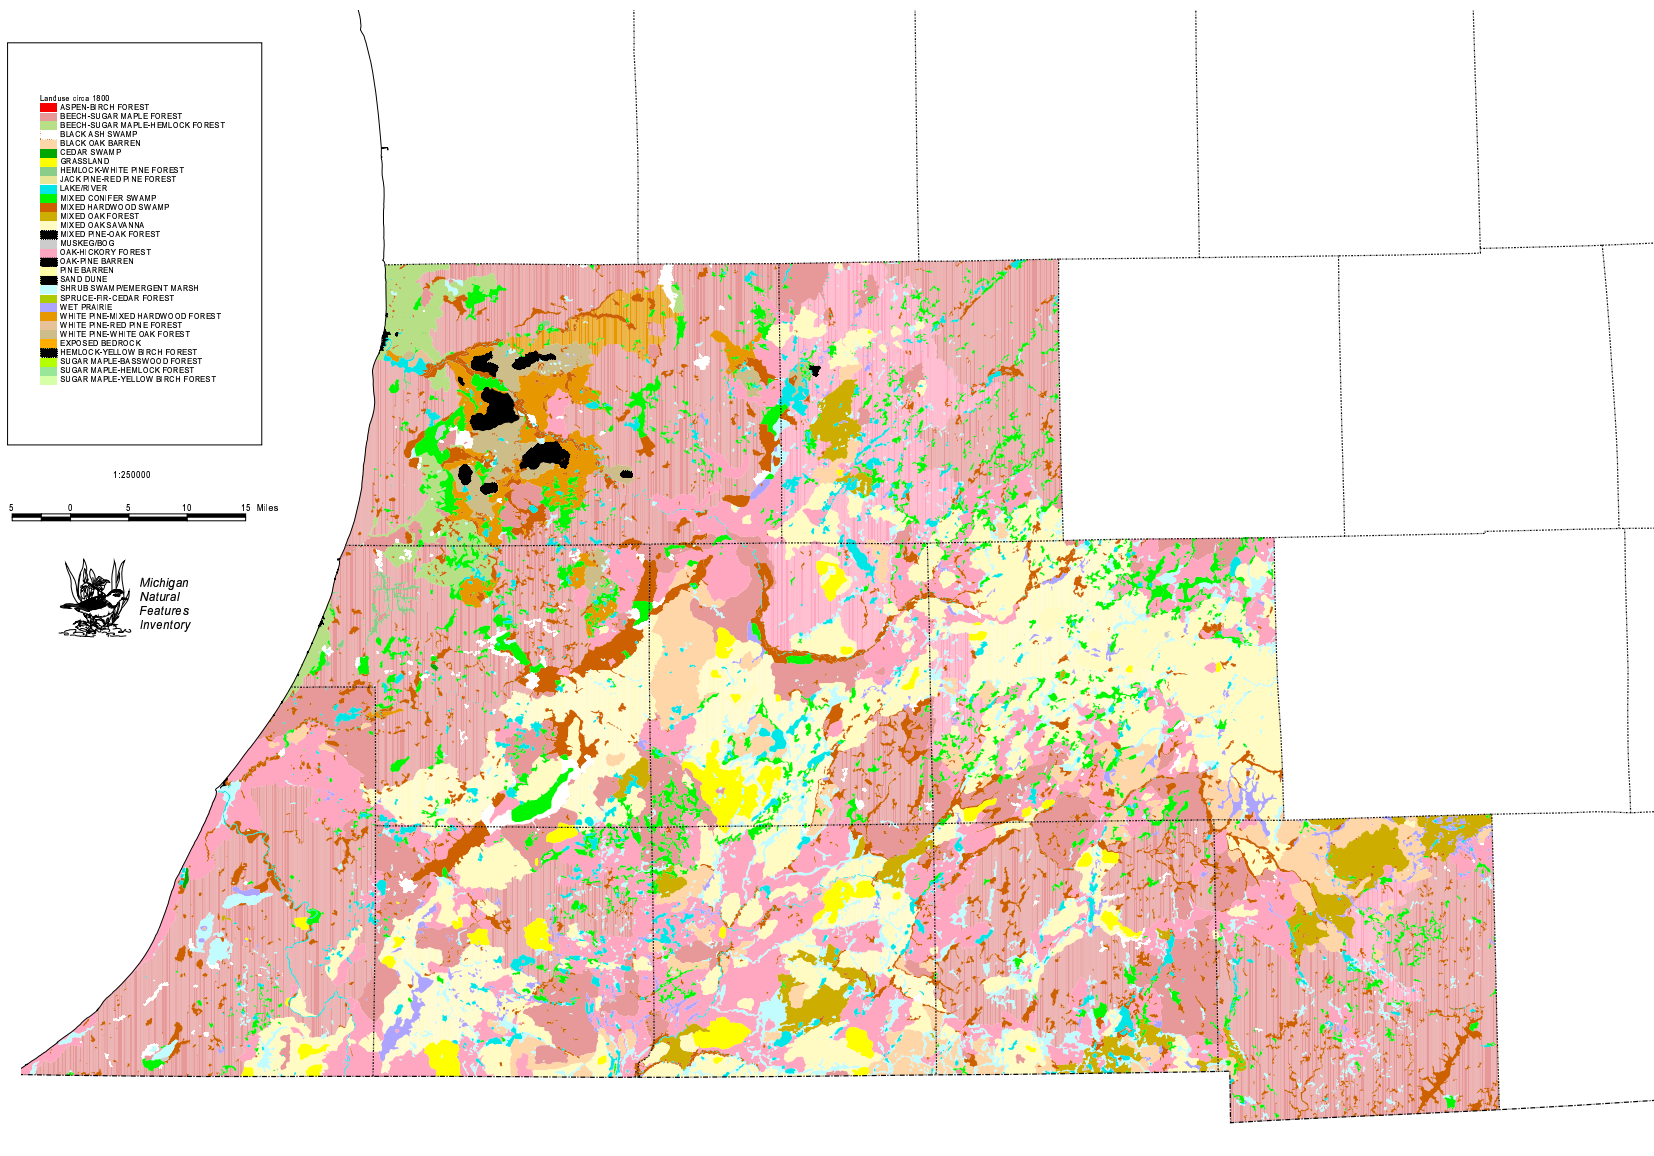 Landuse circa 1800
ASPEN-BIRCH FOREST
BEECH-SUGAR MAPLE FOREST
BEECH-SUGAR MAPLE-HEMLOCK FOREST
BLACK ASH SWAMP
BLACK OAK BARREN
CEDAR SWAMP
GRASSLAND
HEMLOCK-WHITE PINE FOREST
JACK PINE-RED PINE FOREST
LAKE/RIVER
MIXED CONIFER SWAMP
MIXED HARDWOOD SWAMP
MIXED OAK FOREST
MIXED OAK SAVANNA
MIXED PINE-OAK FOREST
MUSKEG/BOG
OAK-HICKORY FOREST
OAK-PINE BARREN
PINE BARREN
SAND DUNE
SHRUB SWAMP/EMERGENT MARSH
SPRUCE-FIR-CEDAR FOREST
WET PRAIRIE
WHITE PINE-MIXED HARDWOOD FOREST
WHITE PINE-RED PINE FOREST
WHITE PINE-WHITE OAK FOREST
EXPOSED BEDROCK
HEMLOCK-YELLOW BIRCH FOREST
SUGAR MAPLE-BASSWOOD FOREST
SUGAR MAPLE-HEMLOCK FOREST
SUGAR MAPLE-YELLOW BIRCH FOREST
1:250000
5 0 5 10 15 Miles
Michigan
Natural
Features
Inventory